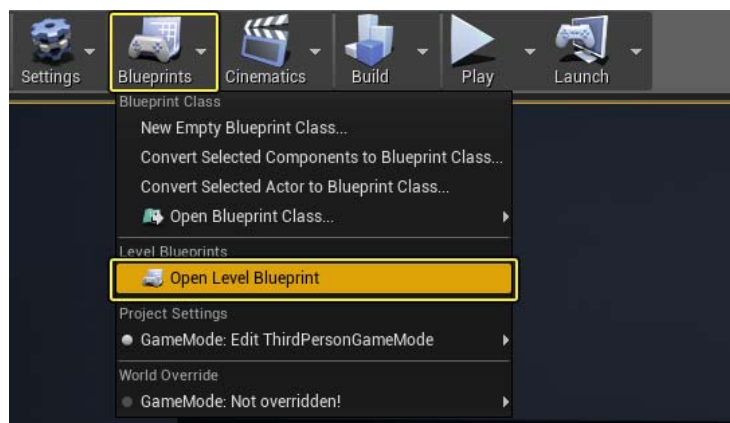 Settings Blueprints Cinematics Build Play Launch
Blueprint Class
New Empty Blueprint Class...
Convert Selected Components to Blueprint Class...
Convert Selected Actor to Blueprint Class...
Open Blueprint Class...
Level Blueprints
Open Level Blueprint
Project Settings
GameMode: Edit ThirdPersonGameMode
World Override
GameMode: Not overridden!